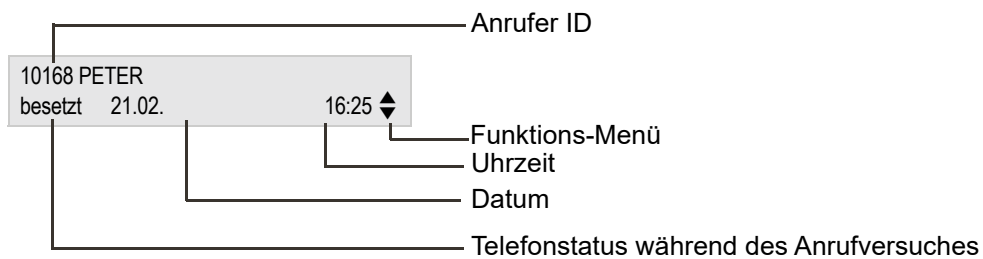 Anrufer ID
10168 PETER
besetzt 21.02. 16:25
Funktions-Menü
Uhrzeit
Datum
Telefonstatus während des Anrufversuches